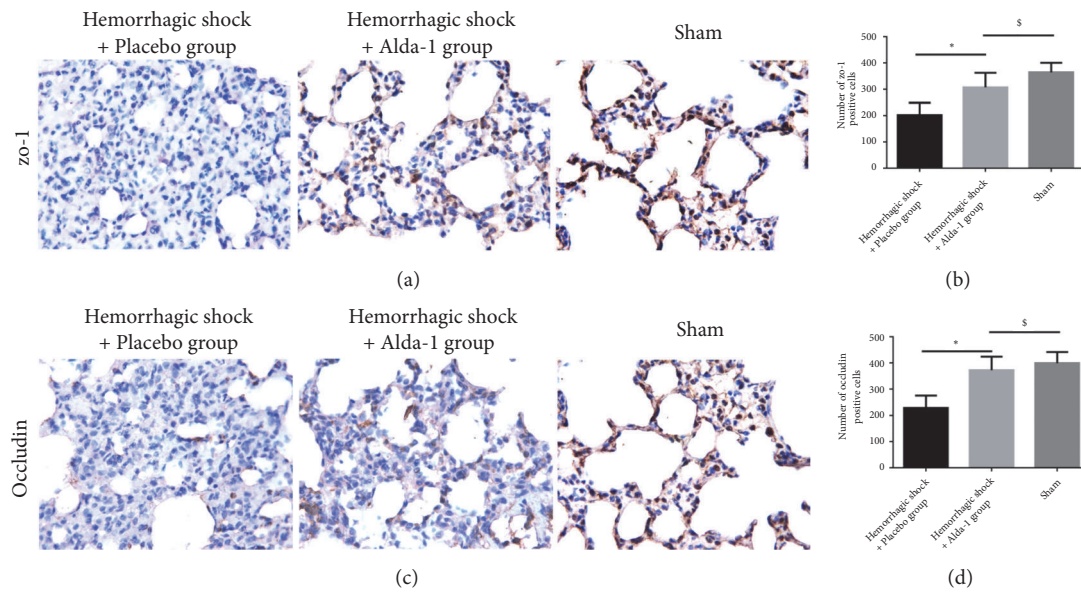 Hemorrhagic shock
+ Placebo group
Hemorrhagic shock
+ Alda-1 group
Sham
zo-1
(a)
Number of zo-1
positive cells
500
400
300
200
100
0
*
$
Hemorrhagic shock
+ Placebo group
Hemorrhagic shock
+ Alda-1 group
Sham
(b)
Hemorrhagic shock
+ Placebo group
Hemorrhagic shock
+ Alda-1 group
Sham
Occludin
(c)
Number of occludin
positive cells
500
400
300
200
100
0
*
$
Hemorrhagic shock
+ Placebo group
Hemorrhagic shock
+ Alda-1 group
Sham
(d)